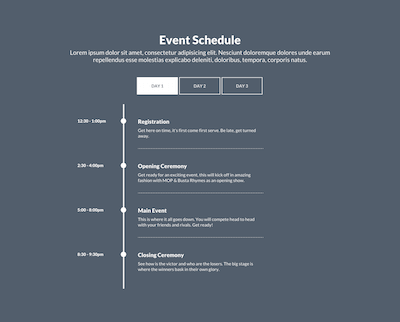 Event Schedule
Lorem ipsum dolor sit amet, consectetur adipisicing elit. Nesciunt doloremque dolores unde earum
repellendus esse molestias explicabo deleniti, doloribus, tempora, corporis natus.
DAY 1 DAY 2 DAY 3
12:30 - 1:00pm Registration
Get here on time, it's first come first serve. Be late, get turned
away.
2:30 - 4:00pm Opening Ceremony
Get ready for an exciting event, this will kick off in amazing
fashion with MOP & Busta Rhymes as an opening show.
5:00 - 8:00pm Main Event
This is where it all goes down. You will compete head to head
with your friends and rivals. Get ready!
8:30 - 9:30pm Closing Ceremony
See how is the victor and who are the losers. The big stage is
where the winners bask in their own glory.